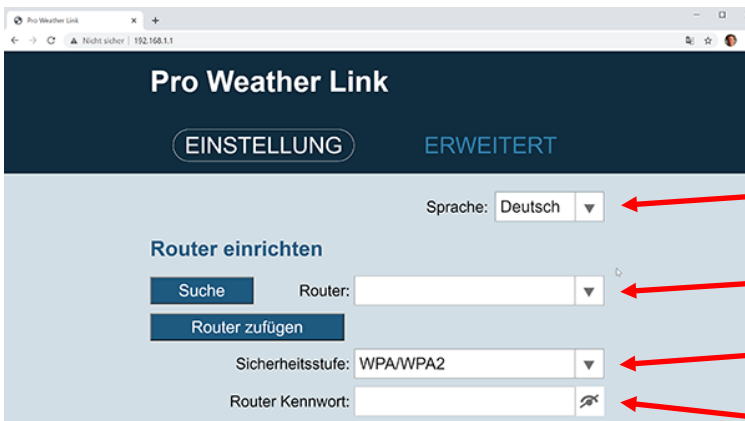 Pro Weather Link
Nicht sicher | 192.168.1.1
Pro Weather Link
EINSTELLUNG ERWEITERT
Sprache: Deutsch
Router einrichten
Suche Router:
Router zufügen
Sicherheitsstufe: WPA/WPA2
Router Kennwort: